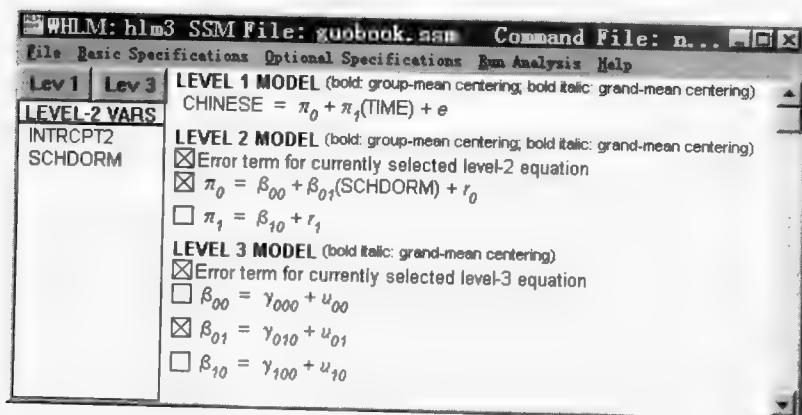 WHLM: hlm3 SSM File: guobook.ssm Command File: n...
File Basic Specifications Optional Specifications Run Analysis Help
Lev 1 Lev 3
LEVEL-2 VARS
INTRCPT2
SCHDORM
LEVEL 1 MODEL (bold: group-mean centering; bold italic: grand-mean centering)
CHINESE = π₀ + π₁(TIME) + e
LEVEL 2 MODEL (bold: group-mean centering; bold italic: grand-mean centering)
☒Error term for currently selected level-2 equation
☒ π₀ = β₀₀ + β₀₁(SCHDORM) + r₀
☐ π₁ = β₁₀ + r₁
LEVEL 3 MODEL (bold italic: grand-mean centering)
☒Error term for currently selected level-3 equation
☐ β₀₀ = γ₀₀₀ + u₀₀
☒ β₀₁ = γ₀₁₀ + u₀₁
☐ β₁₀ = γ₁₀₀ + u₁₀